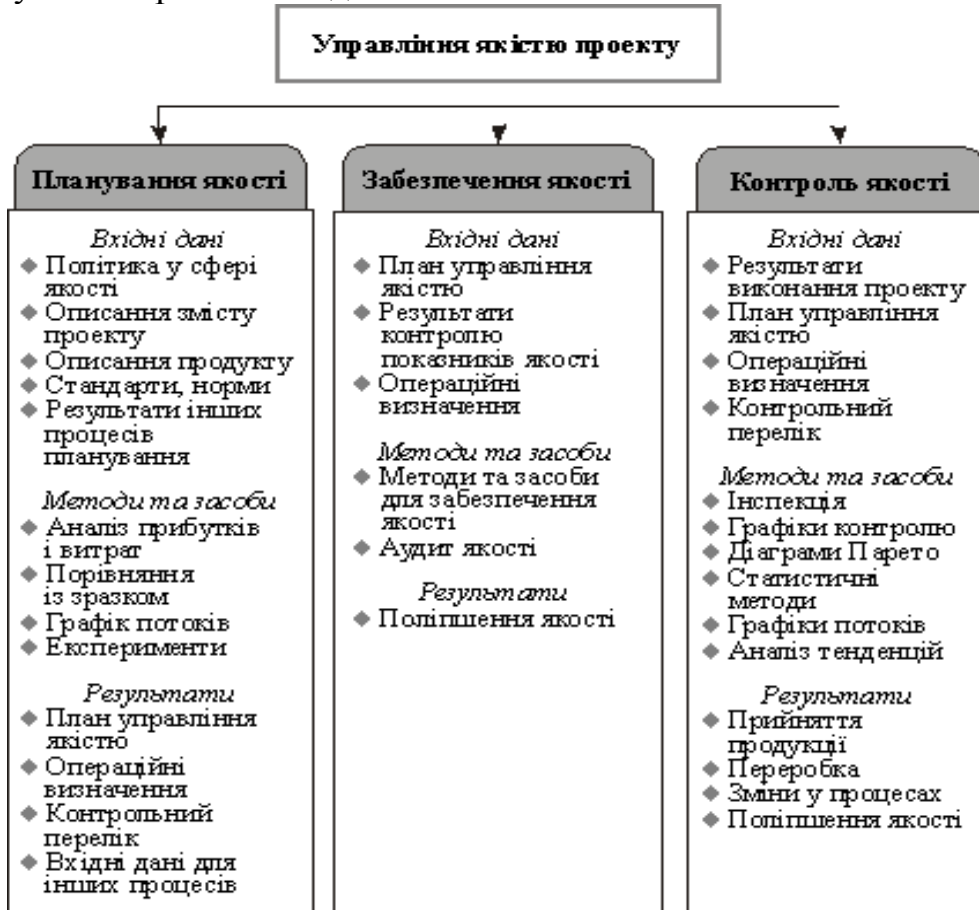 Управління якістю проекту
Планування якості
Вхідні дані
Політика у сфері
якості
Описання змісту
проекту
Описання продукту
Стандарти, норми
Результати інших
процесів
планування
Методи та засоби
Аналіз прибутків
і витрат
Порівняння
із зразком
Графік потоків
Експерименти
Результати
План управління
якістю
Операційні
визначення
Контрольний
перелік
Вхідні дані для
інших процесів
Забезпечення якості
Вхідні дані
План управління
якістю
Результати
контролю
показників якості
Операційні
визначення
Методи та засоби
Методи та засоби
для забезпечення
якості
Аудит якості
Результати
Поліпшення якості
Контроль якості
Вхідні дані
Результати
виконання проекту
План управління
якістю
Операційні
визначення
Контрольний
перелік
Методи та засоби
Інспекція
Графіки контролю
Діаграми Парето
Статистичні
методи
Графіки потоків
Аналіз тенденцій
Результати
Прийняття
продукції
Переробка
Зміни у процесах
Поліпшення якості